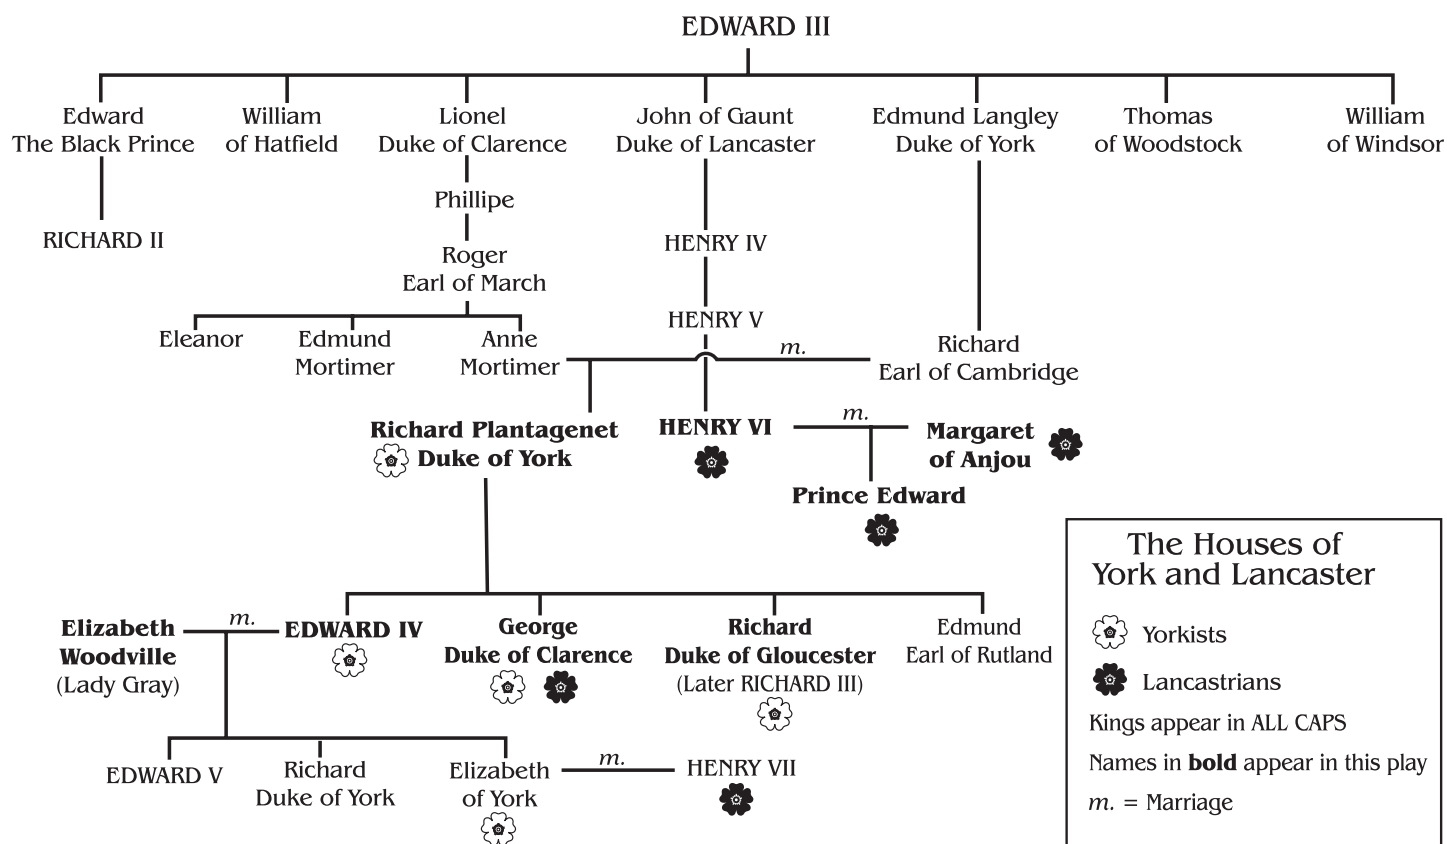 EDWARD III
Edward
The Black Prince
William
of Hatfield
Lionel
Duke of Clarence
John of Gaunt
Duke of Lancaster
Edmund Langley
Duke of York
Thomas
of Woodstock
William
of Windsor
Phillipe
RICHARD II
HENRY IV
Roger
Earl of March
HENRY V
Eleanor
Edmund
Mortimer
Anne
Mortimer
m.
Richard
Earl of Cambridge
Richard Plantagenet
Duke of York
HENRY VI
m.
Margaret
of Anjou
Prince Edward
Elizabeth
Woodville
(Lady Gray)
m.
EDWARD IV
George
Duke of Clarence
Richard
Duke of Gloucester
(Later RICHARD III)
Edmund
Earl of Rutland
EDWARD V
Richard
Duke of York
Elizabeth
of York
m.
HENRY VII
The Houses of
York and Lancaster
Yorkists
Lancastrians
Kings appear in ALL CAPS
Names in bold appear in this play
m. = Marriage